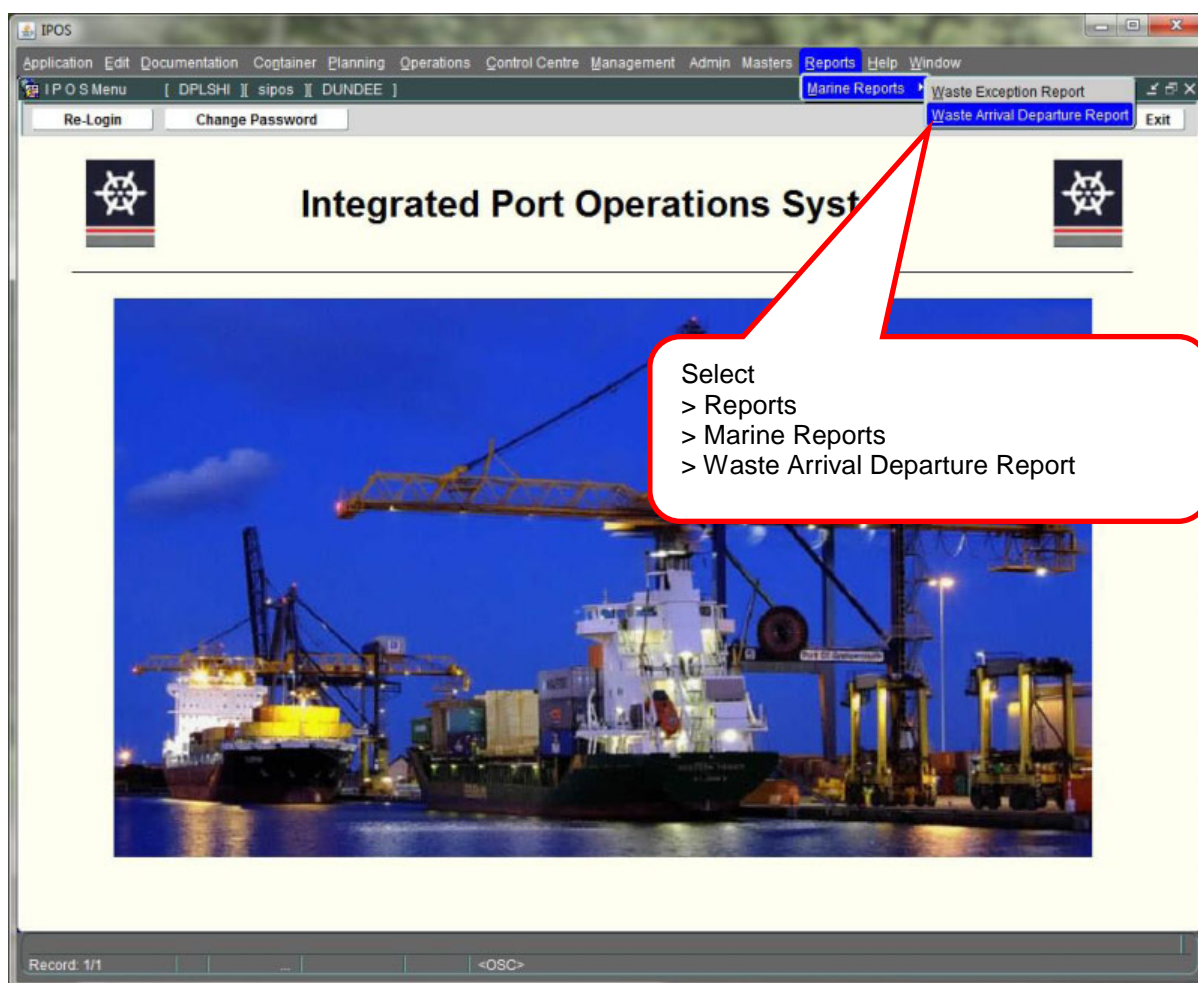 IPOS
Application Edit Documentation Container Planning Operations Control Centre Management Admin Masters Reports Help Window
I P O S Menu [ DPLSHI ][ sipos ][ DUNDEE ]
Marine Reports
Waste Exception Report
Waste Arrival Departure Report
Re-Login Change Password Exit
Integrated Port Operations Syst
Select
> Reports
> Marine Reports
> Waste Arrival Departure Report
Record: 1/1 ... <OSC>